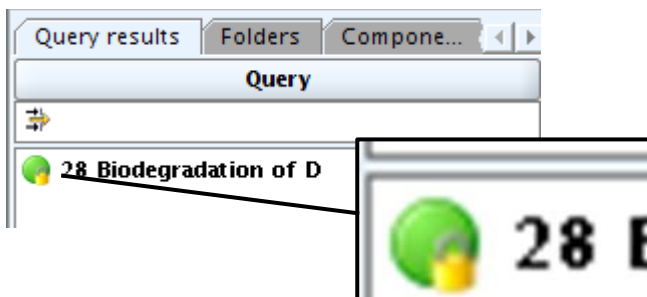 Query results Folders Compone...
Query
28 Biodegradation of D
28 B